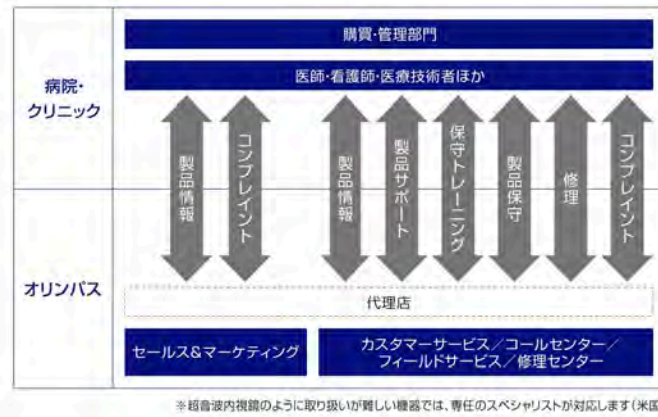 購買・管理部門
病院・
クリニック
医師・看護師・医療技術者ほか
製品情報
コンプレイント
製品情報
製品サポート
保守トレーニング
製品保守
修理
コンプレイント
オリンパス
代理店
セールス&マーケティング
カスタマーサービス／コールセンター／
フィールドサービス／修理センター
※超音波内視鏡のように取り扱いが難しい機器では、専任のスペシャリストが対応します（米国